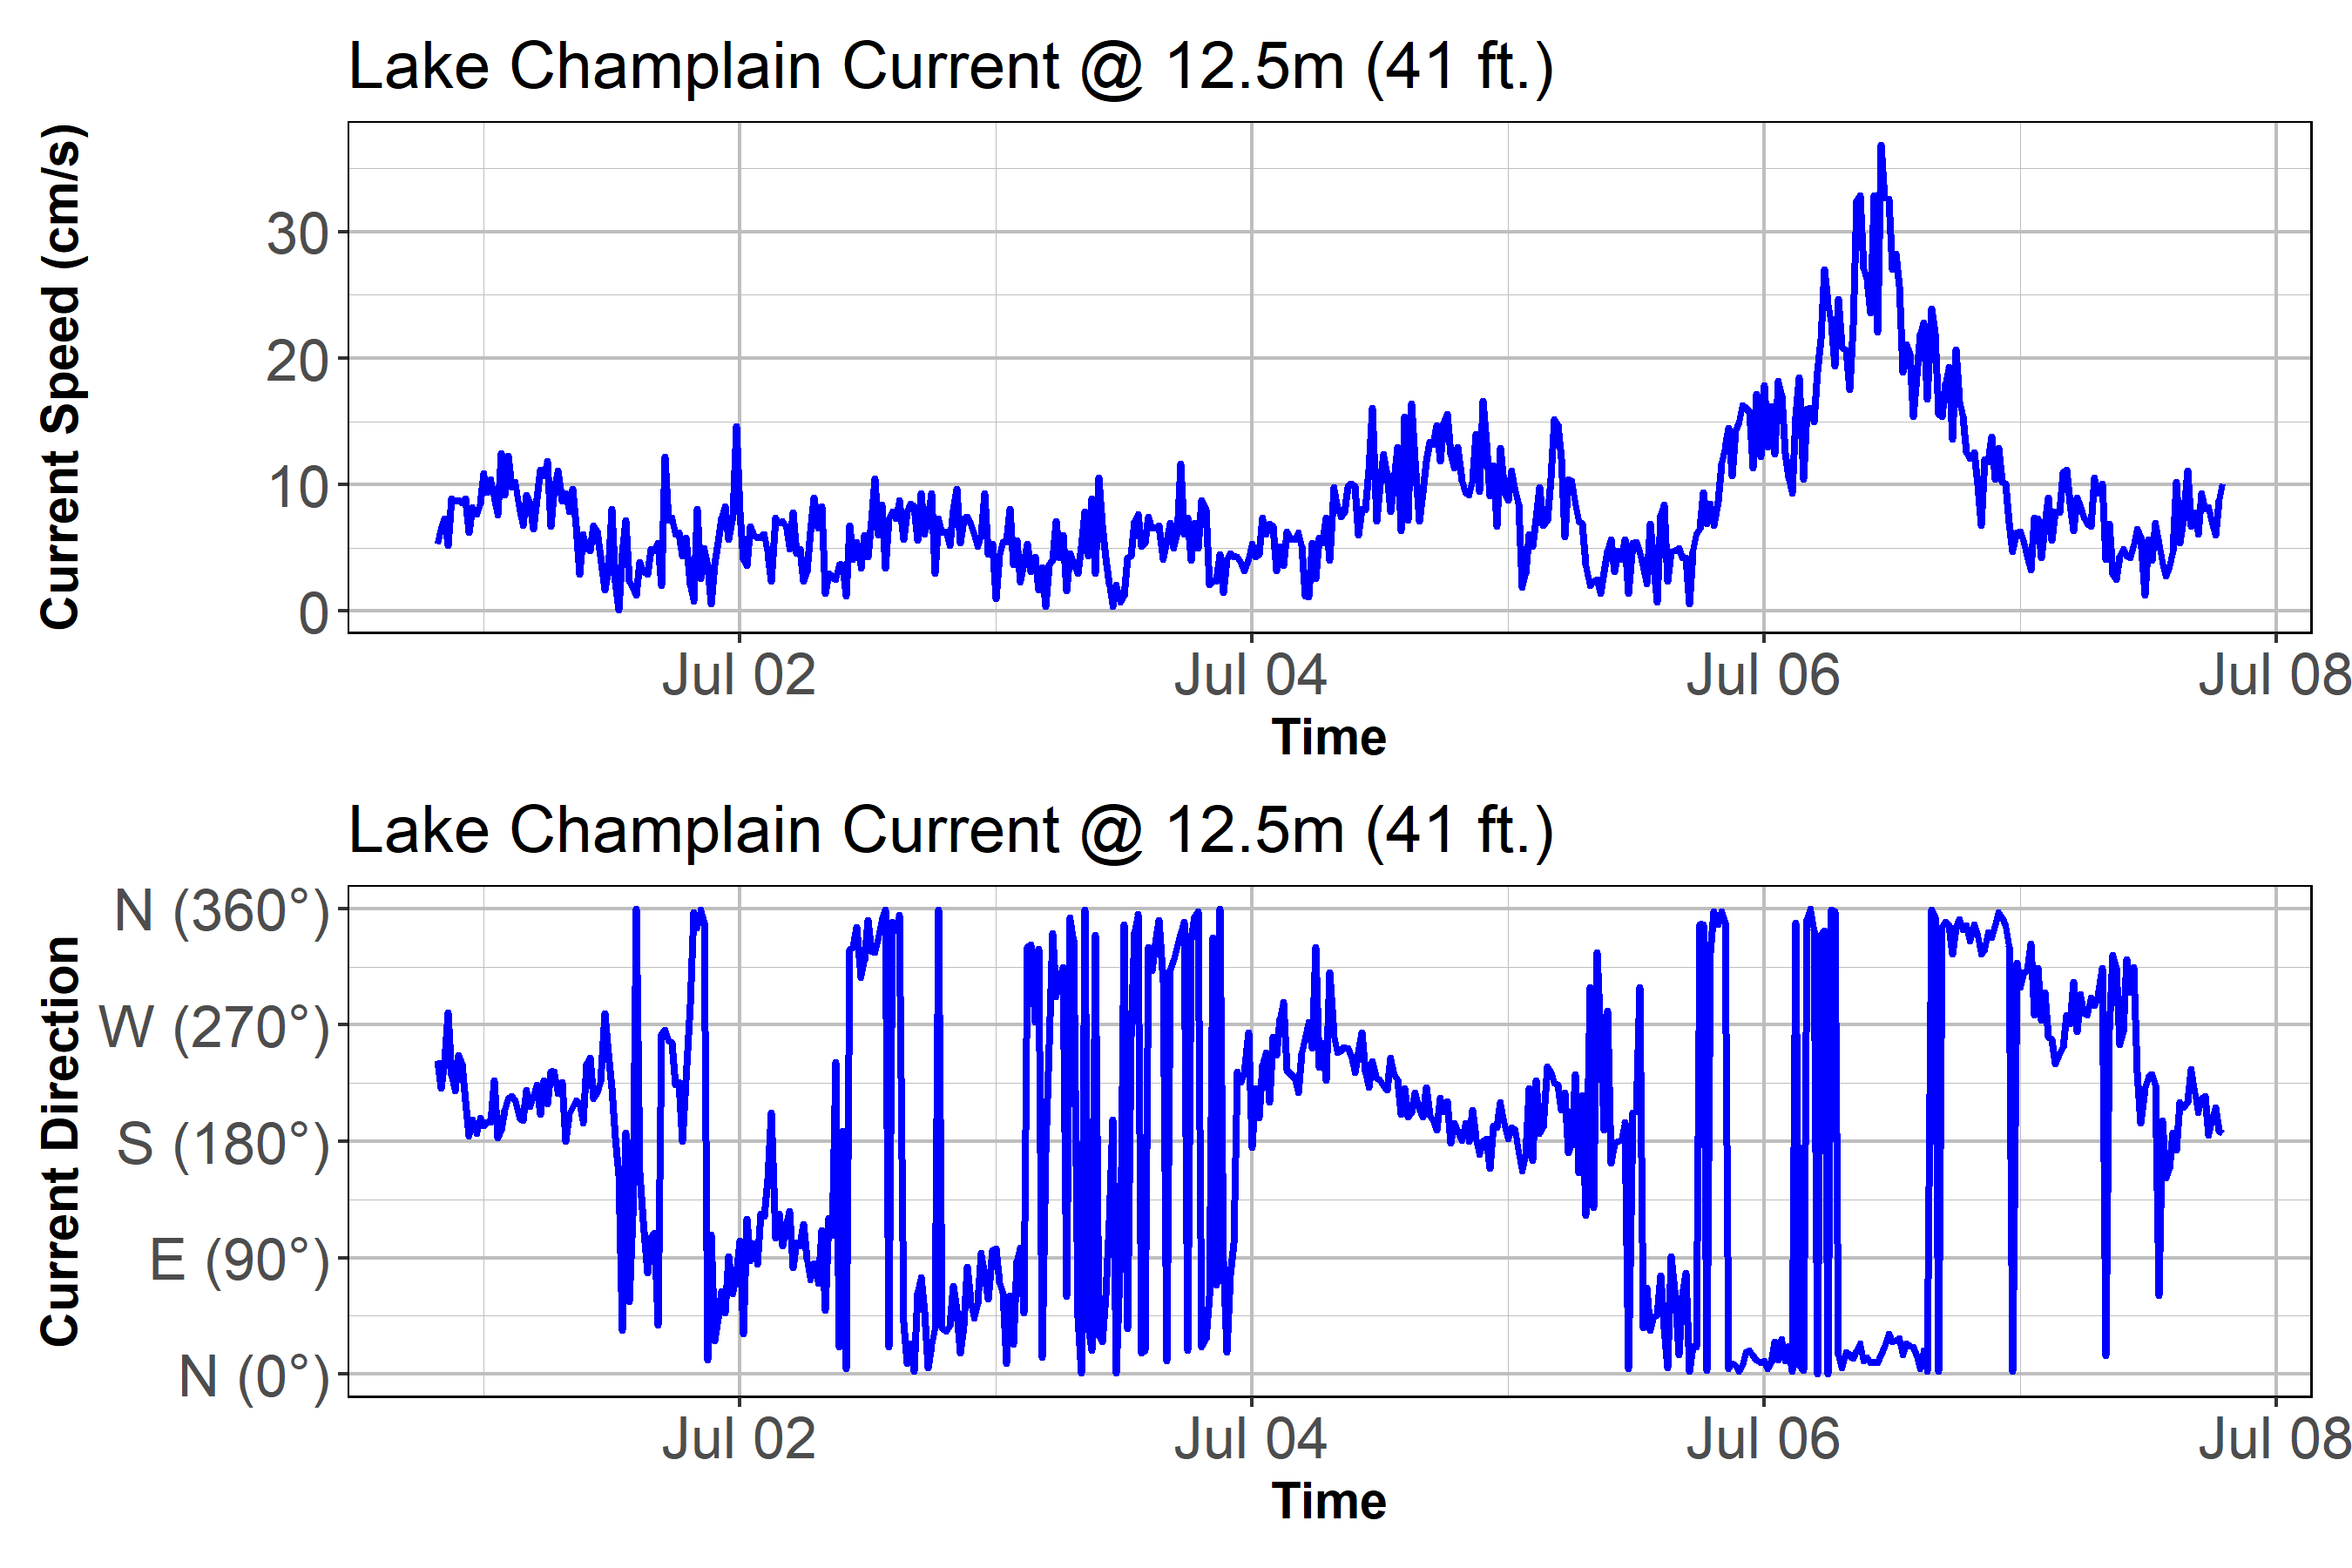 Lake Champlain Current @ 12.5m (41 ft.)
Current Speed (cm/s)
30
20
10
0
Jul 02 Jul 04 Jul 06 Jul 08
Time
Lake Champlain Current @ 12.5m (41 ft.)
Current Direction
N (360°)
W (270°)
S (180°)
E (90°)
N (0°)
Jul 02 Jul 04 Jul 06 Jul 08
Time